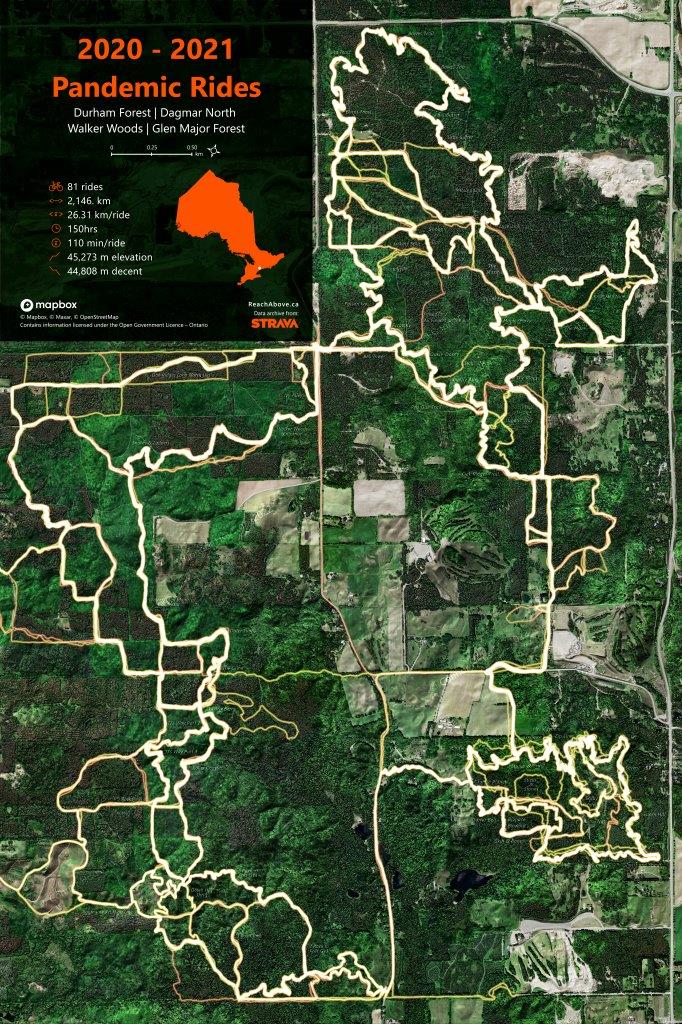 2020 - 2021
Pandemic Rides
Durham Forest | Dagmar North
Walker Woods | Glen Major Forest
0 0.25 0.50
km
81 rides
2,146. km
26.31 km/ride
150hrs
110 min/ride
45,273 m elevation
44,808 m decent
mapbox
© Mapbox, © Maxar, © OpenStreetMap
Contains information licensed under the Open Government Licence – Ontario
ReachAbove.ca
Data archive from:
STRAVA